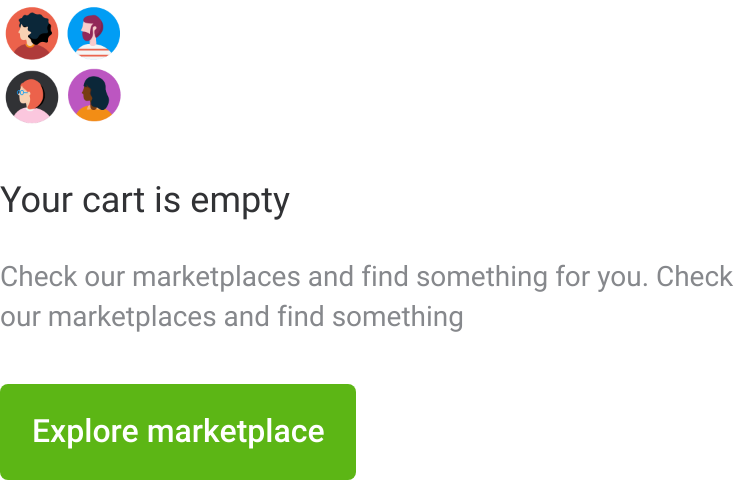 Your cart is empty
Check our marketplaces and find something for you. Check
our marketplaces and find something
Explore marketplace